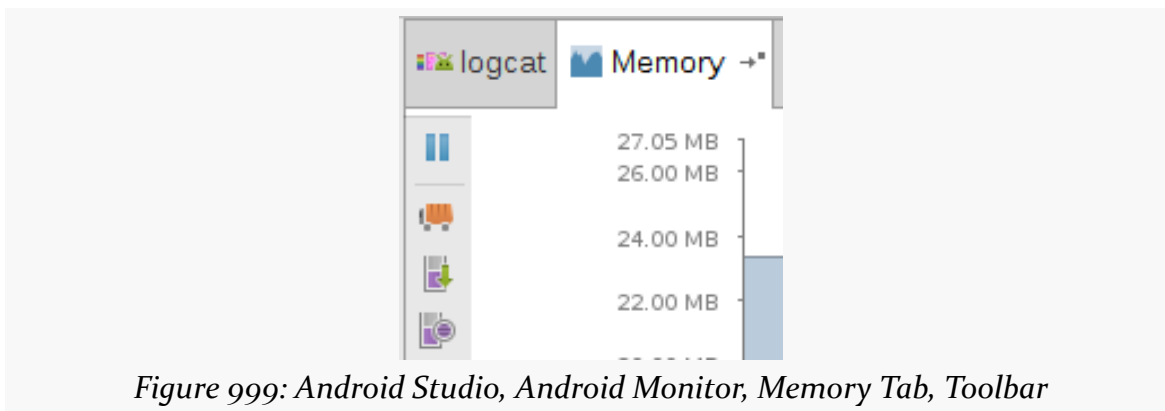 logcat Memory
27.05 MB
26.00 MB
24.00 MB
22.00 MB
Figure 999: Android Studio, Android Monitor, Memory Tab, Toolbar